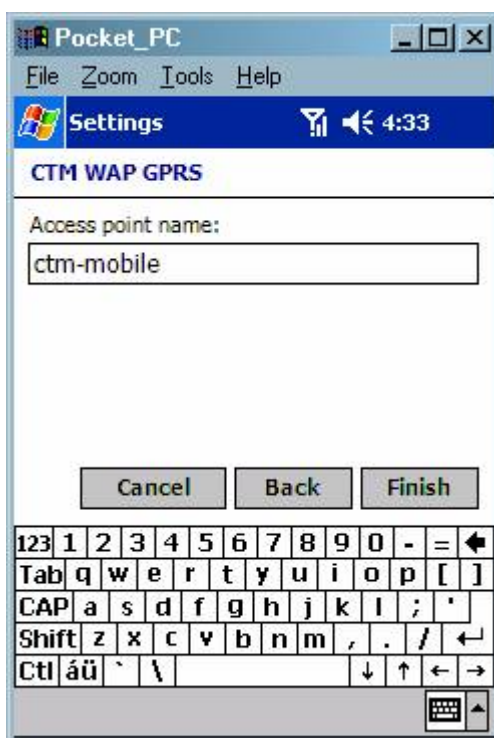 Pocket_PC
File Zoom Tools Help
Settings 4:33
CTM WAP GPRS
Access point name:
ctm-mobile
Cancel Back Finish
123 1 2 3 4 5 6 7 8 9 0 - = 🡸
Tab q w e r t y u i o p [ ]
CAP a s d f g h j k l ; '
Shift z x c v b n m , . / ↵
Ctl áü ` \ ↓ ↑ ← →